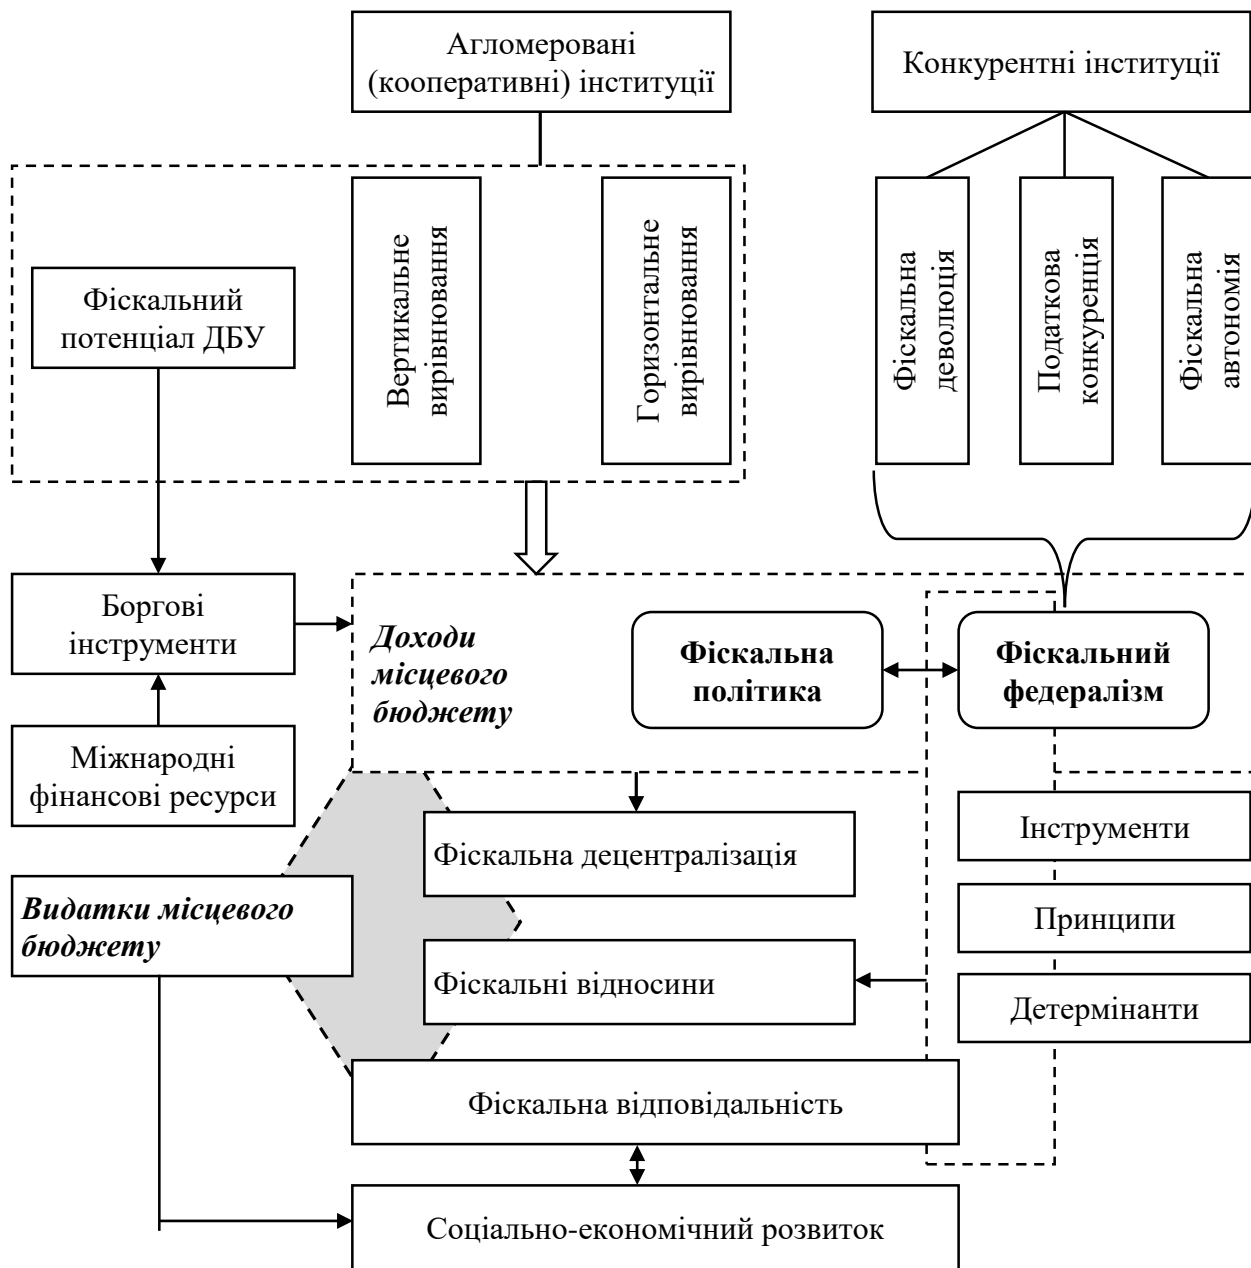 Агломеровані
(кооперативні) інституції
Конкурентні інституції
Фіскальний
потенціал ДБУ
Вертикальне
вирівнювання
Горизонтальне
вирівнювання
Фіскальна
деволюція
Податкова
конкуренція
Фіскальна
автономія
Боргові
інструменти
Доходи
місцевого
бюджету
Фіскальна
політика
Фіскальний
федералізм
Міжнародні
фінансові ресурси
Фіскальна децентралізація
Інструменти
Видатки місцевого
бюджету
Принципи
Фіскальні відносини
Детермінанти
Фіскальна відповідальність
Соціально-економічний розвиток